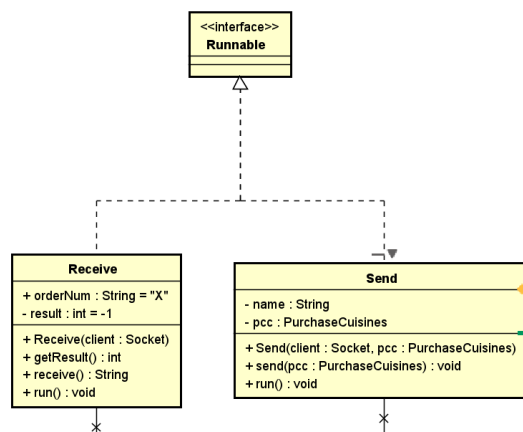 <<interface>>
Runnable
Receive
+ orderNum : String = "X"
- result : int = -1
+ Receive(client : Socket)
+ getResult() : int
+ receive() : String
+ run() : void
Send
- name : String
- pcc : PurchaseCuisines
+ Send(client : Socket, pcc : PurchaseCuisines)
+ send(pcc : PurchaseCuisines) : void
+ run() : void